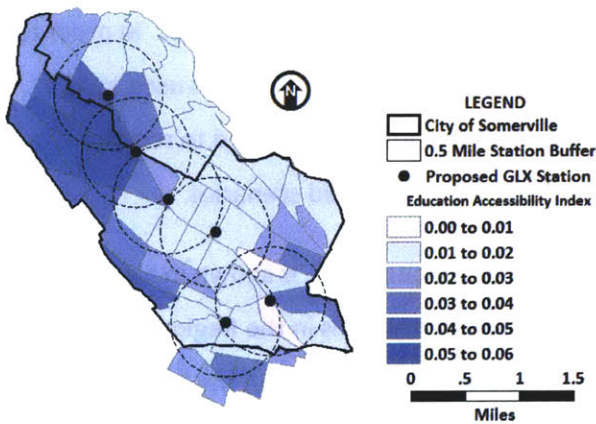 N
LEGEND
City of Somerville
0.5 Mile Station Buffer
Proposed GLX Station
Education Accessibility Index
0.00 to 0.01
0.01 to 0.02
0.02 to 0.03
0.03 to 0.04
0.04 to 0.05
0.05 to 0.06
0 .5 1 1.5
Miles